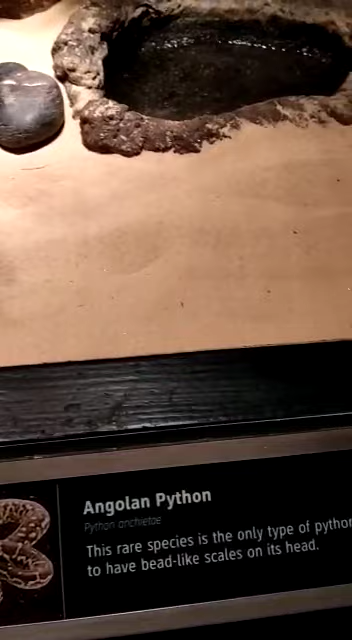 Angolan Python
Python anchietae
This rare species is the only type of python
to have bead-like scales on its head.